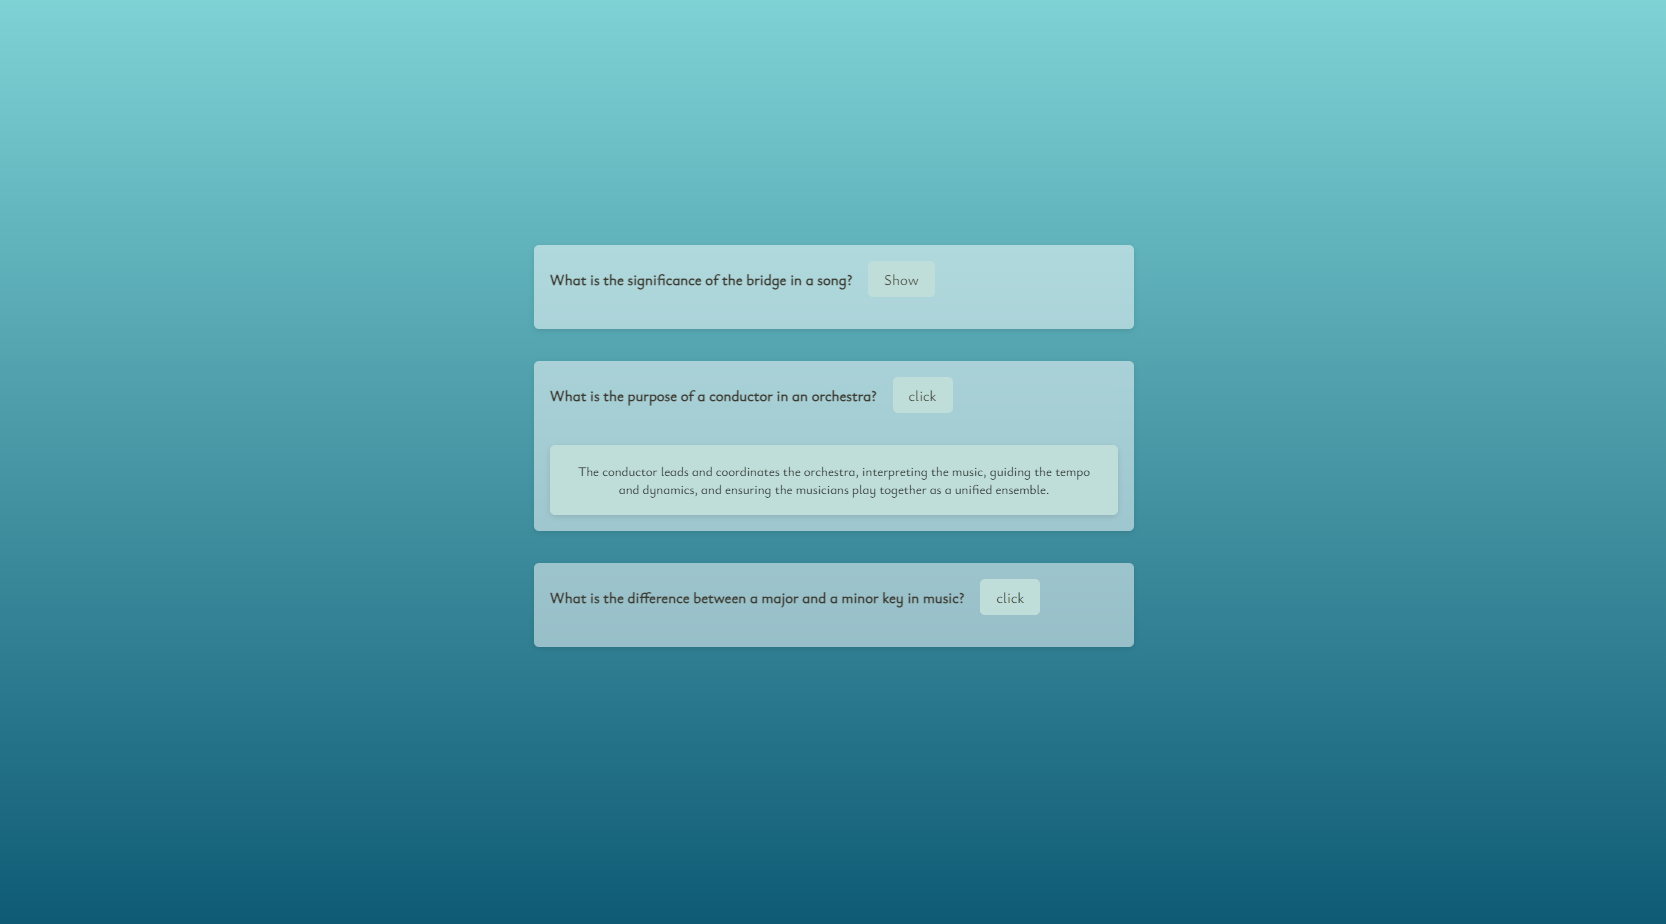 What is the significance of the bridge in a song? Show
What is the purpose of a conductor in an orchestra? click
The conductor leads and coordinates the orchestra, interpreting the music, guiding the tempo
and dynamics, and ensuring the musicians play together as a unified ensemble.
What is the difference between a major and a minor key in music? click